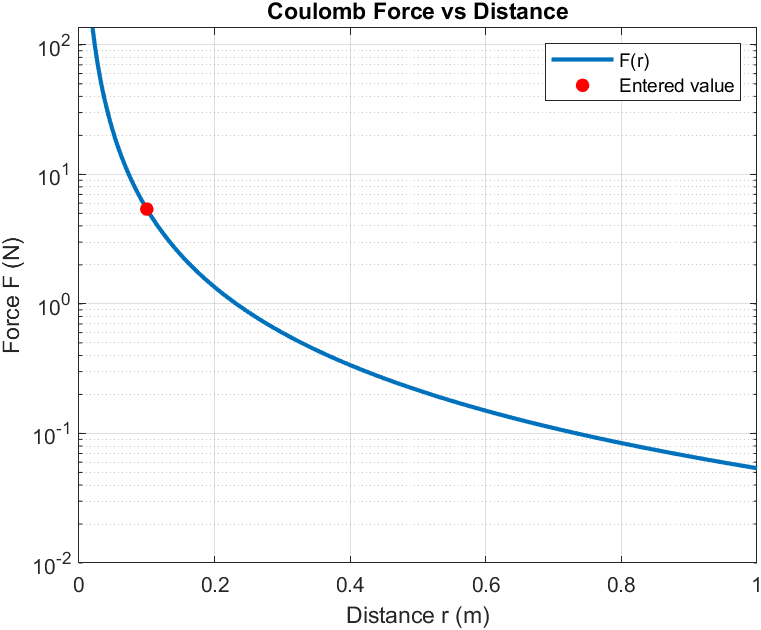 Coulomb Force vs Distance
F(r)
Entered value
10^2
10^1
10^0
10^-1
10^-2
Force F (N)
0 0.2 0.4 0.6 0.8 1
Distance r (m)